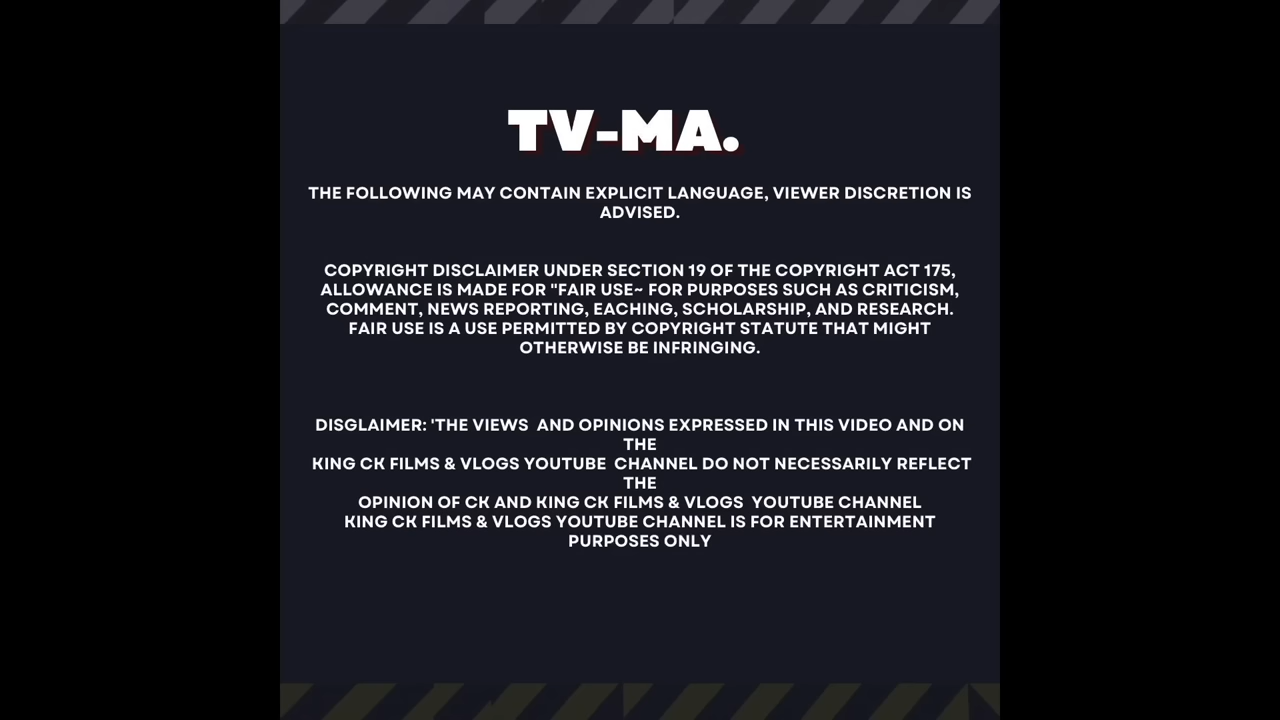 TV-MA.
THE FOLLOWING MAY CONTAIN EXPLICIT LANGUAGE, VIEWER DISCRETION IS
ADVISED.
COPYRIGHT DISCLAIMER UNDER SECTION 19 OF THE COPYRIGHT ACT 175,
ALLOWANCE IS MADE FOR "FAIR USE~ FOR PURPOSES SUCH AS CRITICISM,
COMMENT, NEWS REPORTING, EACHING, SCHOLARSHIP, AND RESEARCH.
FAIR USE IS A USE PERMITTED BY COPYRIGHT STATUTE THAT MIGHT
OTHERWISE BE INFRINGING.
DISGLAIMER: 'THE VIEWS  AND OPINIONS EXPRESSED IN THIS VIDEO AND ON
THE
KING CK FILMS & VLOGS YOUTUBE  CHANNEL DO NOT NECESSARILY REFLECT
THE
OPINION OF CK AND KING CK FILMS & VLOGS  YOUTUBE CHANNEL
KING CK FILMS & VLOGS YOUTUBE CHANNEL IS FOR ENTERTAINMENT
PURPOSES ONLY